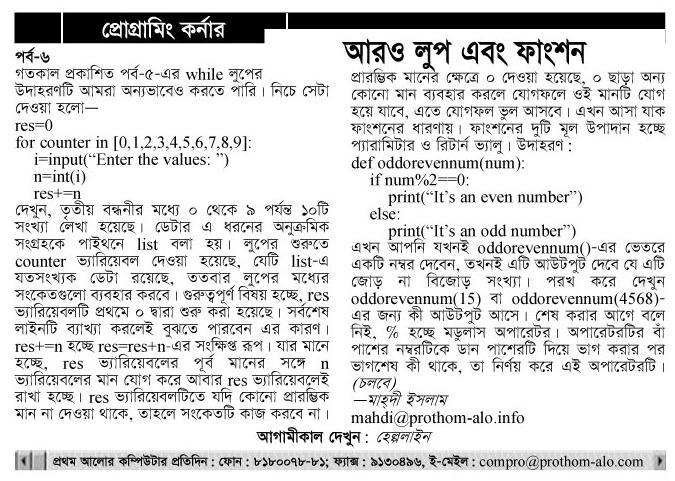 প্রোগ্রামিং কর্নার
আরও লুপ এবং ফাংশন
পর্ব-৬
গতকাল প্রকাশিত পর্ব-৫-এর while লুপের
উদাহরণটি আমরা অন্যভাবেও করতে পারি। নিচে সেটা
দেওয়া হলো—
res=0
for counter in [0,1,2,3,4,5,6,7,8,9]:
i=input(“Enter the values: ”)
n=int(i)
res+=n
দেখুন, তৃতীয় বন্ধনীর মধ্যে ০ থেকে ৯ পর্যন্ত ১০টি
সংখ্যা লেখা হয়েছে। ডেটার এ ধরনের অনুক্রমিক
সংগ্রহকে পাইথনে list বলা হয়। লুপের শুরুতে
counter ভ্যারিয়েবল দেওয়া হয়েছে, যেটি list-এ
যতসংখ্যক ডেটা রয়েছে, ততবার লুপের মধ্যের
সংকেতগুলো ব্যবহার করবে। গুরুত্বপূর্ণ বিষয় হচ্ছে, res
ভ্যারিয়েবলটি প্রথমে ০ দ্বারা শুরু করা হয়েছে। সর্বশেষ
লাইনটি ব্যাখ্যা করলেই বুঝতে পারবেন এর কারণ।
res+=n হচ্ছে res=res+n-এর সংক্ষিপ্ত রূপ। যার মানে
হচ্ছে, res ভ্যারিয়েবলের পূর্ব মানের সঙ্গে n
ভ্যারিয়েবলের মান যোগ করে আবার res ভ্যারিয়েবলেই
রাখা হচ্ছে। res ভ্যারিয়েবলটিতে যদি কোনো প্রারম্ভিক
মান না দেওয়া থাকে, তাহলে সংকেতটি কাজ করবে না।
প্রারম্ভিক মানের ক্ষেত্রে ০ দেওয়া হয়েছে, ০ ছাড়া অন্য
কোনো মান ব্যবহার করলে যোগফলে ওই মানটি যোগ
হয়ে যাবে, এতে যোগফল ভুল আসবে। এখন আসা যাক
ফাংশনের ধারণায়। ফাংশনের দুটি মূল উপাদান হচ্ছে
প্যারামিটার ও রিটার্ন ভ্যালু। উদাহরণ :
def oddorevennum(num):
if num%2==0:
print(“It’s an even number”)
else:
print(“It’s an odd number”)
এখন আপনি যখনই oddorevennum()-এর ভেতরে
একটি নম্বর দেবেন, তখনই এটি আউটপুট দেবে যে এটি
জোড় না বিজোড় সংখ্যা। পরখ করে দেখুন
oddorevennum(15) বা oddorevennum(4568)-
এর জন্য কী আউটপুট আসে। শেষ করার আগে বলে
নিই, % হচ্ছে মডুলাস অপারেটর। অপারেটরটির বাঁ
পাশের নম্বরটিকে ডান পাশেরটি দিয়ে ভাগ করার পর
ভাগশেষ কী থাকে, তা নির্ণয় করে এই অপারেটরটি।
(চলবে)
—মাহ্দী ইসলাম
mahdi@prothom-alo.info
আগামীকাল দেখুন : হেল্পলাইন
প্রথম আলোর কম্পিউটার প্রতিদিন : ফোন : ৮১৮০০৭৮-৮১; ফ্যাক্স : ৯১৩০৪৯৬, ই-মেইল : compro@prothom-alo.com